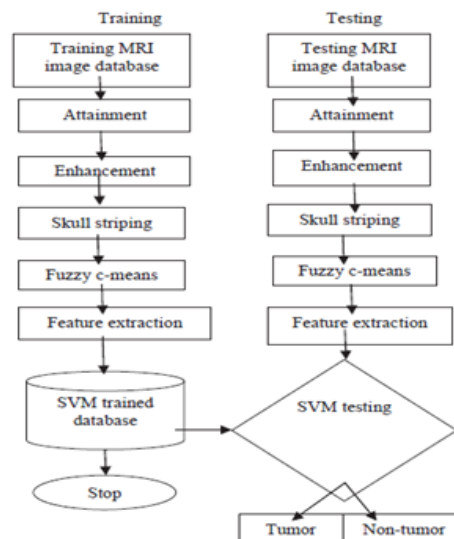 Training
Training MRI
image database
Attainment
Enhancement
Skull striping
Fuzzy c-means
Feature extraction
SVM trained
database
Stop
Testing
Testing MRI
image database
Attainment
Enhancement
Skull striping
Fuzzy c-means
Feature extraction
SVM testing
Tumor
Non-tumor